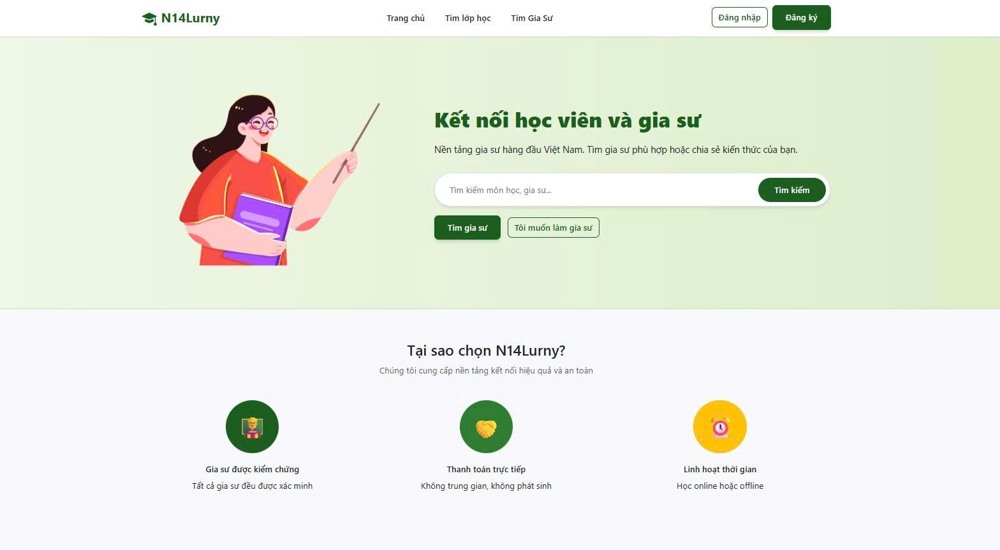 N14Lurny
Trang chủ
Tìm lớp học
Tìm Gia Sư
Đăng nhập
Đăng ký
Kết nối học viên và gia sư
Nền tảng gia sư hàng đầu Việt Nam. Tìm gia sư phù hợp hoặc chia sẻ kiến thức của bạn.
Tìm kiếm môn học, gia sư...
Tìm kiếm
Tìm gia sư
Tôi muốn làm gia sư
Tại sao chọn N14Lurny?
Chúng tôi cung cấp nền tảng kết nối hiệu quả và an toàn
Gia sư được kiểm chứng
Tất cả gia sư đều được xác minh
Thanh toán trực tiếp
Không trung gian, không phát sinh
Linh hoạt thời gian
Học online hoặc offline